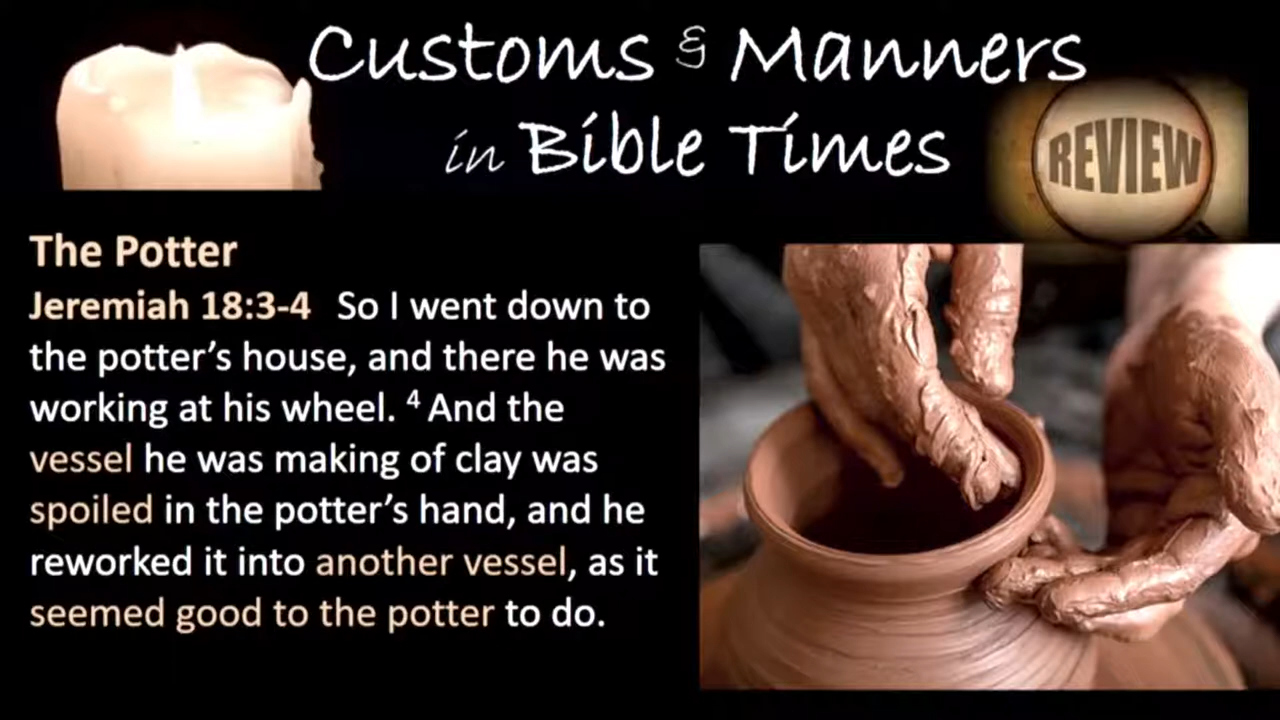 Customs & Manners
in Bible Times
REVIEW
The Potter
Jeremiah 18:3-4 So I went down to
the potter’s house, and there he was
working at his wheel. ⁴ And the
vessel he was making of clay was
spoiled in the potter’s hand, and he
reworked it into another vessel, as it
seemed good to the potter to do.